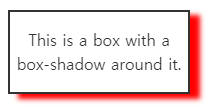 This is a box with a
box-shadow around it.